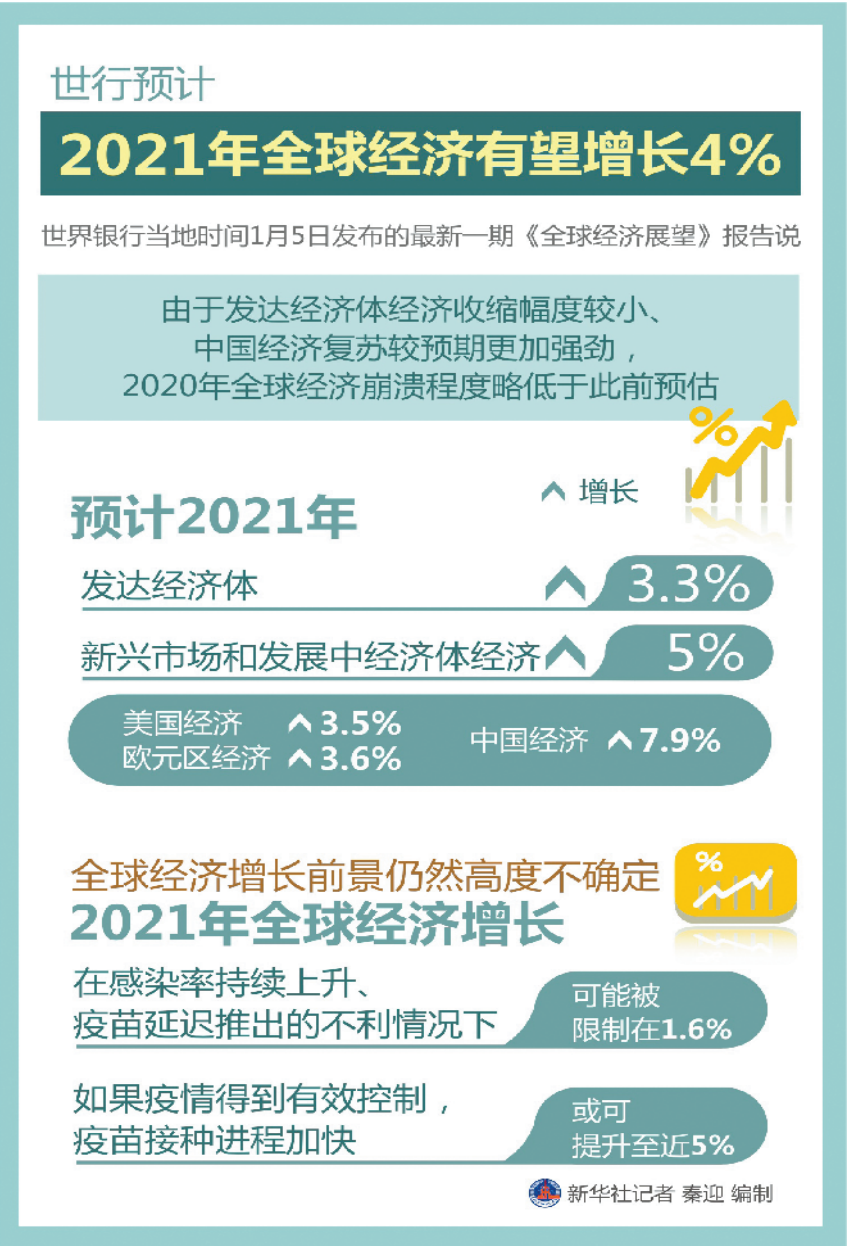 世行预计
2021年全球经济有望增长4%
世界银行当地时间1月5日发布的最新一期《全球经济展望》报告说
由于发达经济体经济收缩幅度较小、
中国经济复苏较预期更加强劲，
2020年全球经济崩溃程度略低于此前预估
%
预计2021年
增长
发达经济体 3.3%
新兴市场和发展中经济体经济 5%
美国经济 3.5%
欧元区经济 3.6%
中国经济 7.9%
全球经济增长前景仍然高度不确定
%
2021年全球经济增长
在感染率持续上升、
疫苗延迟推出的不利情况下
可能被
限制在1.6%
如果疫情得到有效控制，
疫苗接种进程加快
或可
提升至近5%
新华社记者 秦迎 编制